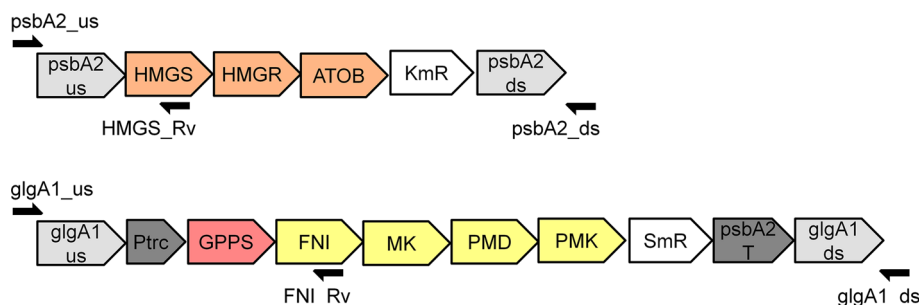 psbA2_us
psbA2
us
HMGS
HMGR
ATOB
KmR
psbA2
ds
HMGS_Rv
psbA2_ds
glgA1_us
glgA1
us
Ptrc
GPPS
FNI
MK
PMD
PMK
SmR
psbA2
T
glgA1
ds
FNI_Rv
glgA1_ds